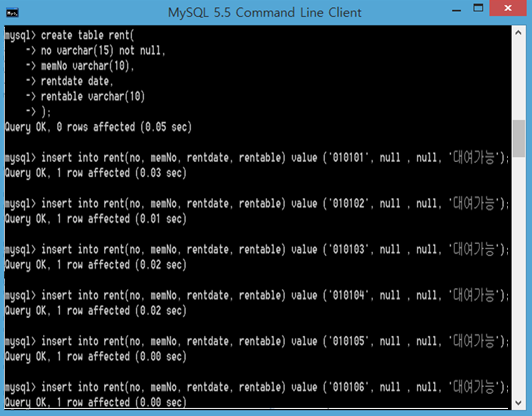 MySQL 5.5 Command Line Client
mysql> create table rent(
-> no varchar(15) not null,
-> memNo varchar(10),
-> rentdate date,
-> rentable varchar(10)
-> );
Query OK, 0 rows affected (0.05 sec)
mysql> insert into rent(no, memNo, rentdate, rentable) value ('010101', null , null, '대여가능');
Query OK, 1 row affected (0.03 sec)
mysql> insert into rent(no, memNo, rentdate, rentable) value ('010102', null , null, '대여가능');
Query OK, 1 row affected (0.01 sec)
mysql> insert into rent(no, memNo, rentdate, rentable) value ('010103', null , null, '대여가능');
Query OK, 1 row affected (0.02 sec)
mysql> insert into rent(no, memNo, rentdate, rentable) value ('010104', null , null, '대여가능');
Query OK, 1 row affected (0.02 sec)
mysql> insert into rent(no, memNo, rentdate, rentable) value ('010105', null , null, '대여가능');
Query OK, 1 row affected (0.00 sec)
mysql> insert into rent(no, memNo, rentdate, rentable) value ('010106', null , null, '대여가능');
Query OK, 1 row affected (0.00 sec)